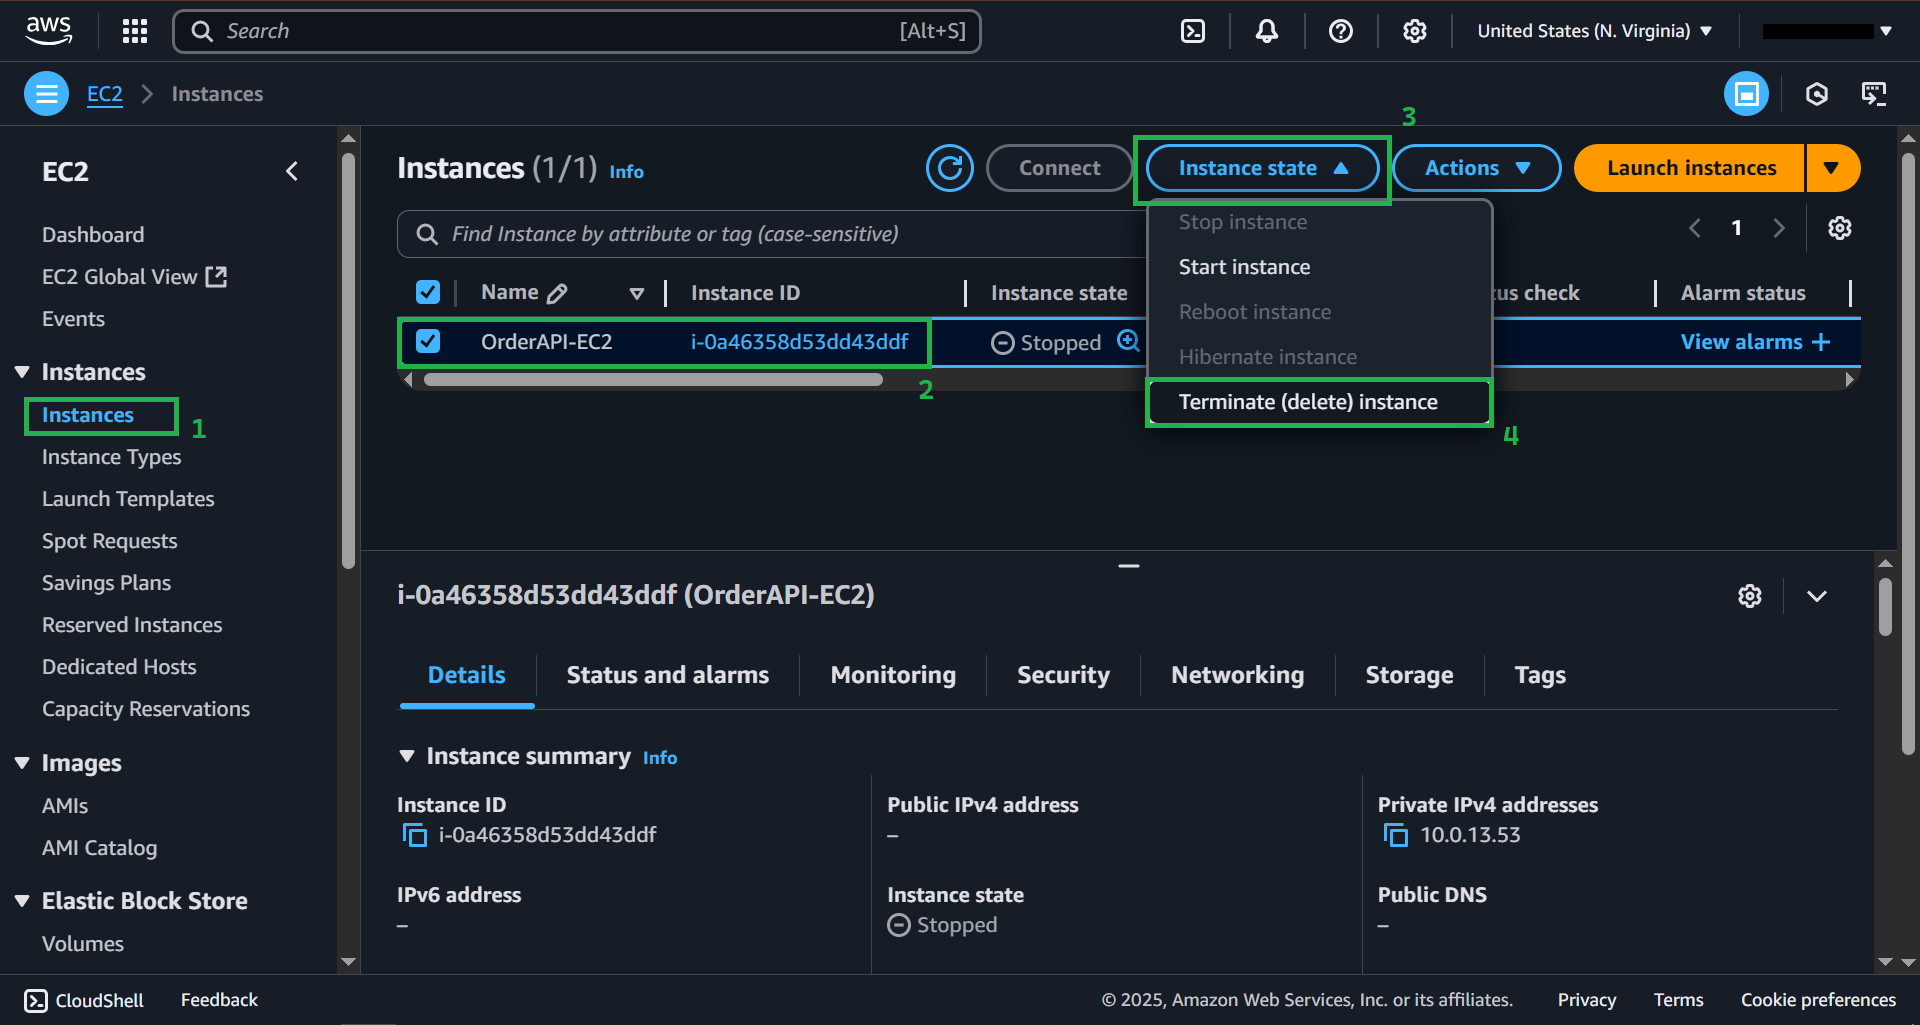 aws
Search [Alt+S]
United States (N. Virginia)
EC2 Instances
3
EC2
Dashboard
EC2 Global View
Events
Instances
Instances
1
Instance Types
Launch Templates
Spot Requests
Savings Plans
Reserved Instances
Dedicated Hosts
Capacity Reservations
Images
AMIs
AMI Catalog
Elastic Block Store
Volumes
Instances (1/1) Info
Connect
Instance state
Actions
Launch instances
Find Instance by attribute or tag (case-sensitive)
1
Stop instance
Start instance
Reboot instance
Hibernate instance
Terminate (delete) instance
4
Name Instance ID Instance state us check Alarm status
OrderAPI-EC2 i-0a46358d53dd43ddf Stopped View alarms
2
i-0a46358d53dd43ddf (OrderAPI-EC2)
Details Status and alarms Monitoring Security Networking Storage Tags
Instance summary Info
Instance ID
i-0a46358d53dd43ddf
Public IPv4 address
–
Private IPv4 addresses
10.0.13.53
IPv6 address
–
Instance state
Stopped
Public DNS
–
CloudShell Feedback © 2025, Amazon Web Services, Inc. or its affiliates. Privacy Terms Cookie preferences